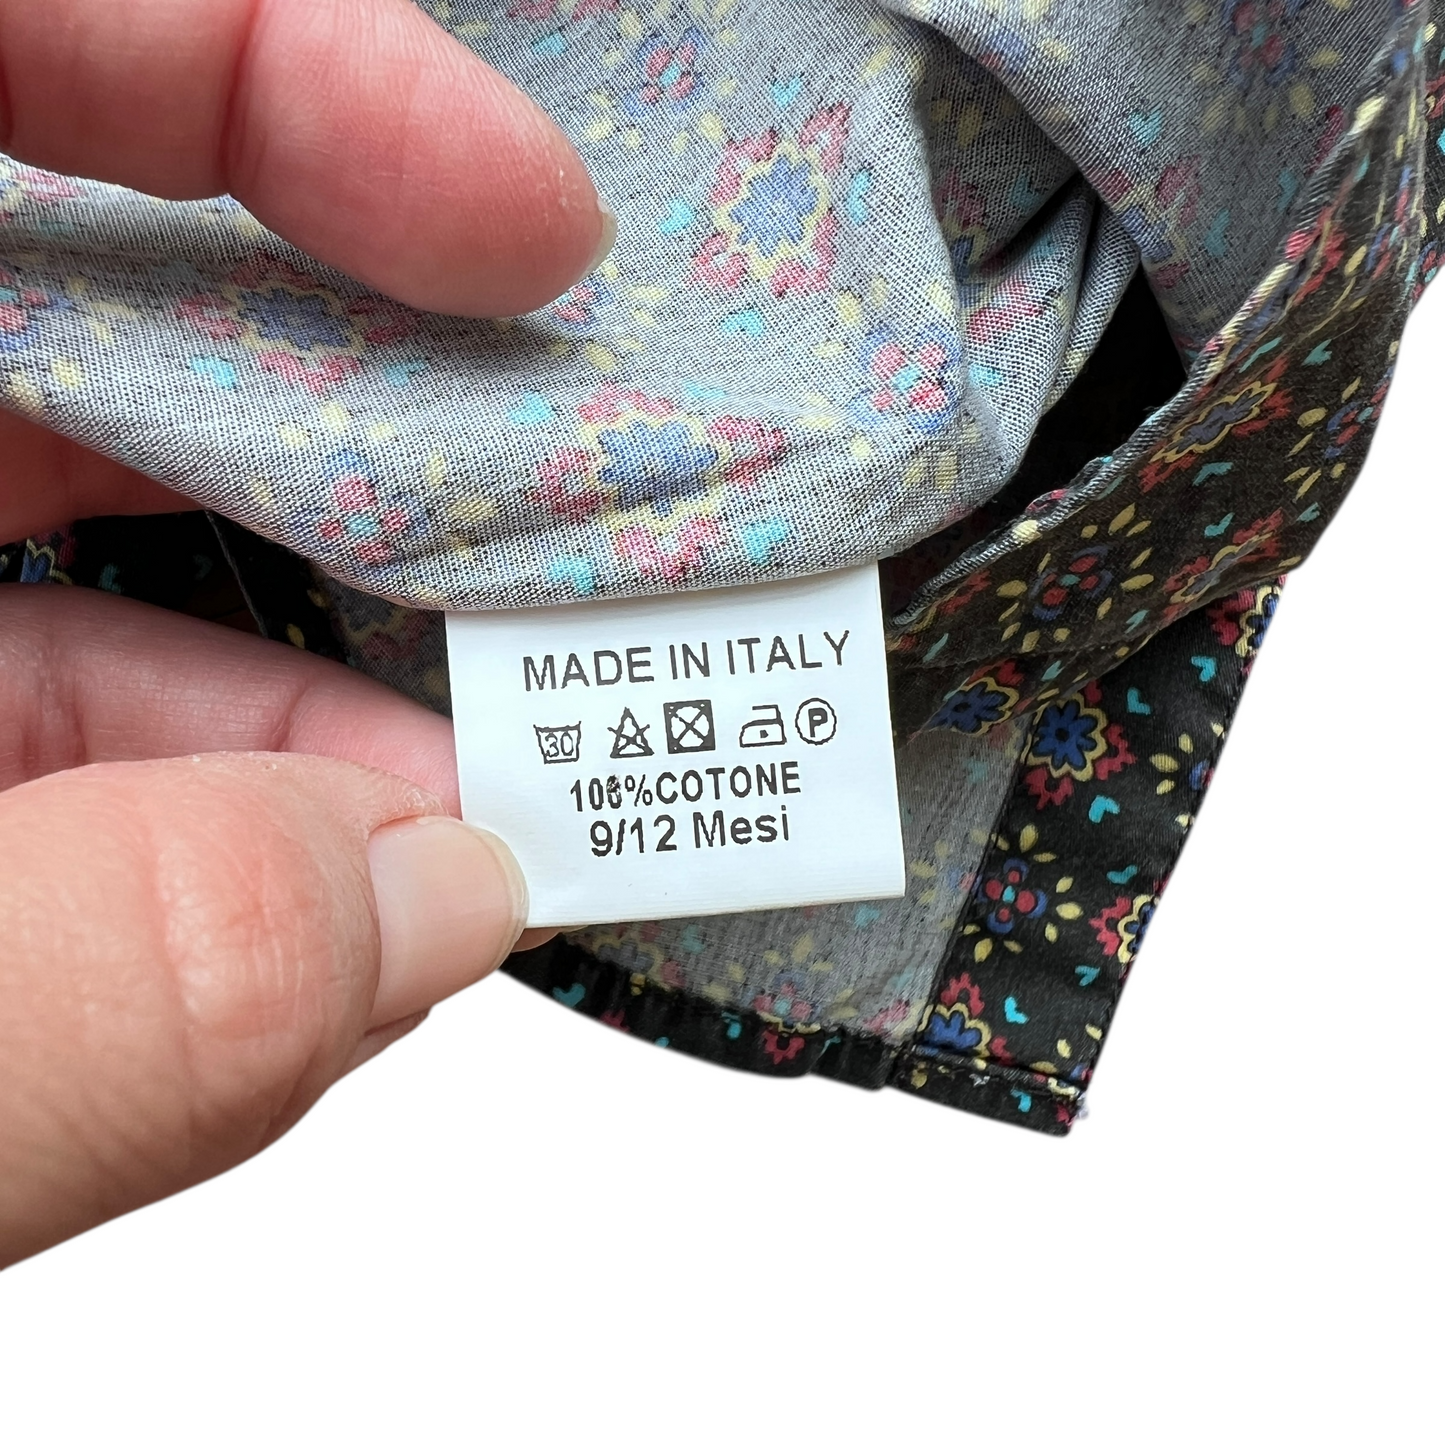 MADE IN ITALY
30 P
100%COTONE
9/12 Mesi